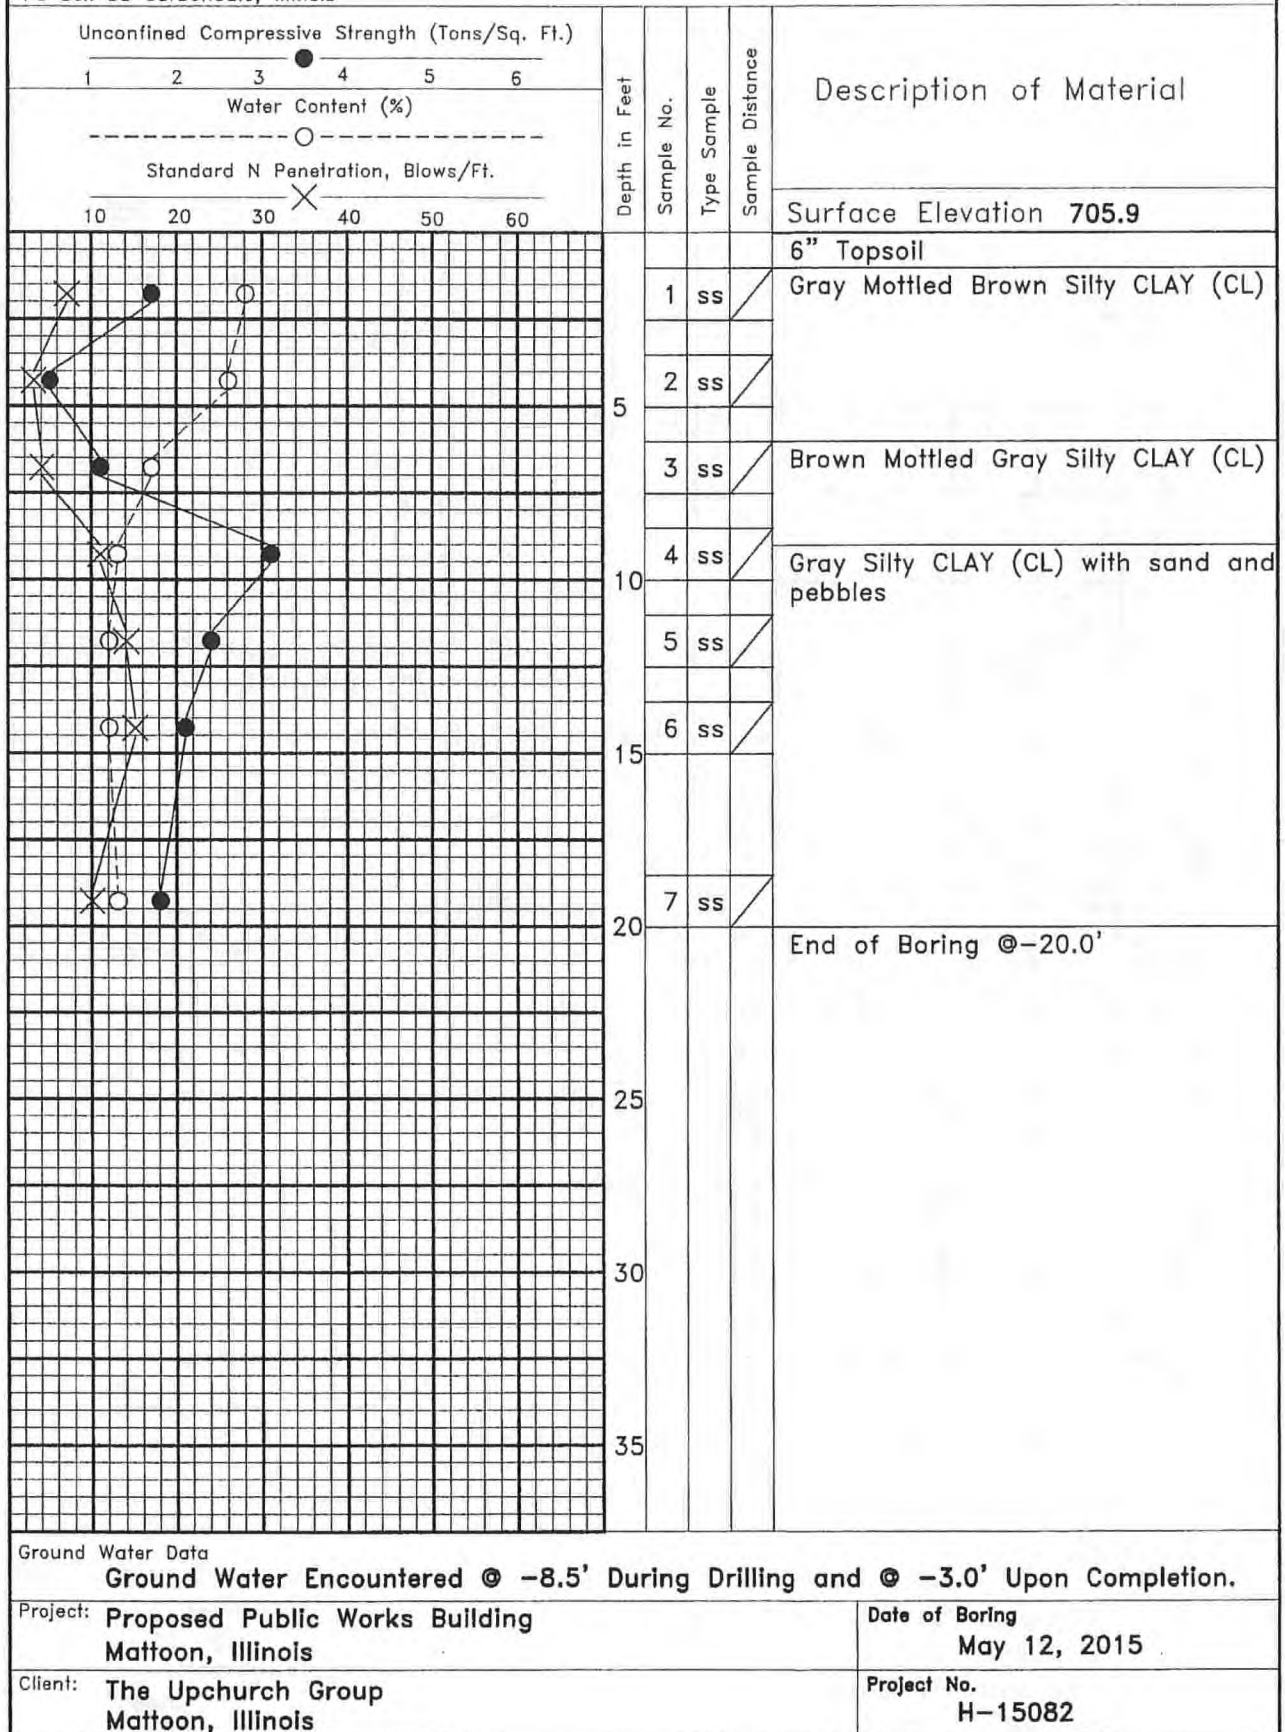 Unconfined Compressive Strength (Tons/Sq. Ft.)
1 2 3 4 5 6
Water Content (%)
Standard N Penetration, Blows/Ft.
10 20 30 40 50 60
Depth in Feet
Sample No.
Type Sample
Sample Distance
Description of Material
Surface Elevation 705.9
6" Topsoil
1 ss Gray Mottled Brown Silty CLAY (CL)
2 ss
5
3 ss Brown Mottled Gray Silty CLAY (CL)
4 ss Gray Silty CLAY (CL) with sand and
10 pebbles
5 ss
6 ss
15
7 ss
20
End of Boring @-20.0'
25
30
35
Ground Water Data
Ground Water Encountered @ -8.5' During Drilling and @ -3.0' Upon Completion.
Project: Proposed Public Works Building
Mattoon, Illinois
Date of Boring
May 12, 2015
Client: The Upchurch Group
Mattoon, Illinois
Project No.
H-15082